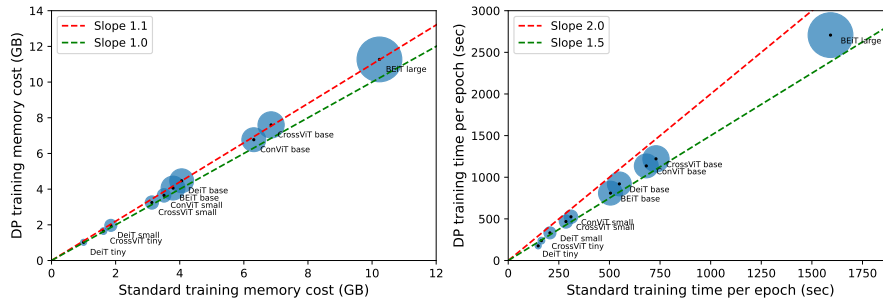 Slope 1.1
Slope 1.0
DP training memory cost (GB)
14
12
10
8
6
4
2
0
BEiT large
CrossViT base
ConViT base
DeiT base
BEiT base
ConViT small
CrossViT small
DeiT small
CrossViT tiny
DeiT tiny
0 2 4 6 8 10 12
Standard training memory cost (GB)
Slope 2.0
Slope 1.5
DP training time per epoch (sec)
3000
2500
2000
1500
1000
500
0
BEiT large
CrossViT base
ConViT base
DeiT base
BEiT base
ConViT small
CrossViT small
DeiT small
CrossViT tiny
DeiT tiny
0 250 500 750 1000 1250 1500 1750
Standard training time per epoch (sec)